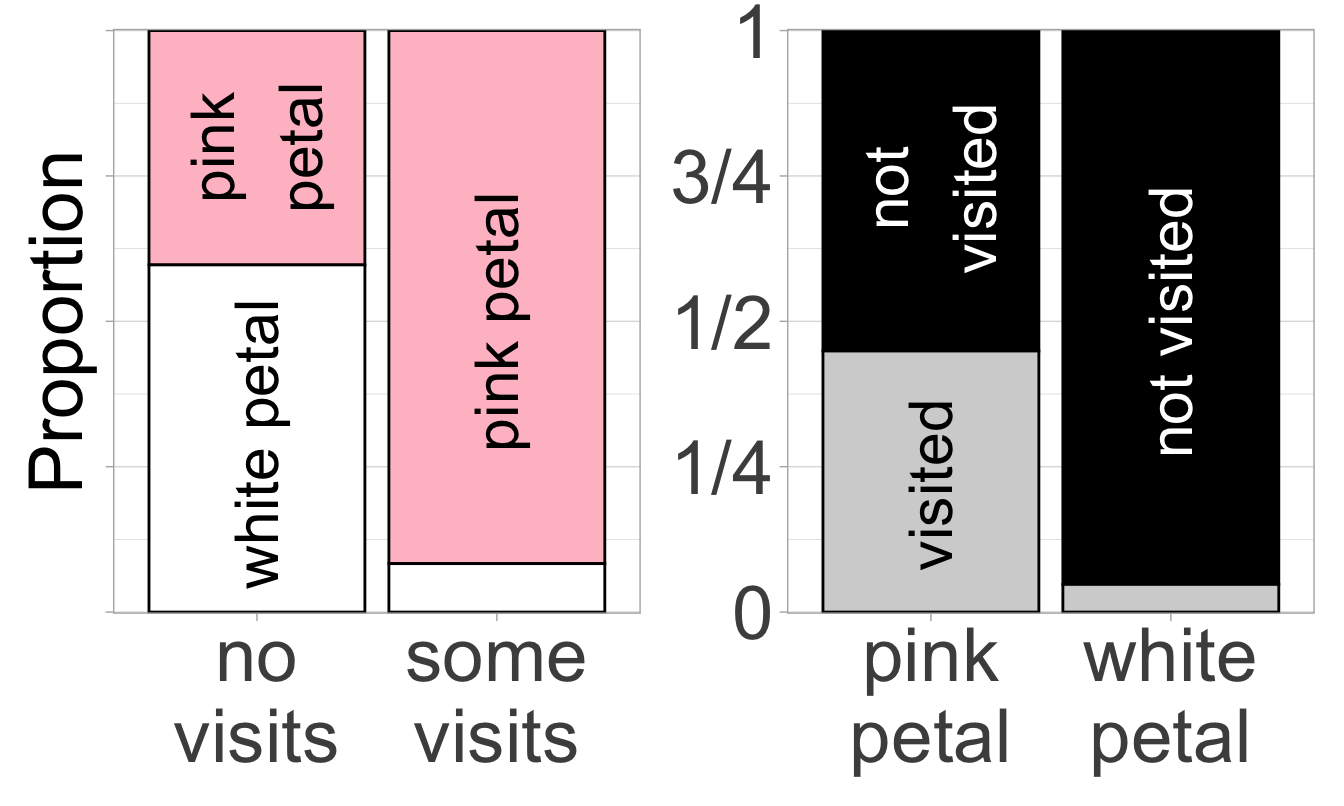 Proportion
pink
petal
white petal
pink petal
no
visits
some
visits
1
3/4
1/2
1/4
0
not
visited
visited
not visited
pink
petal
white
petal